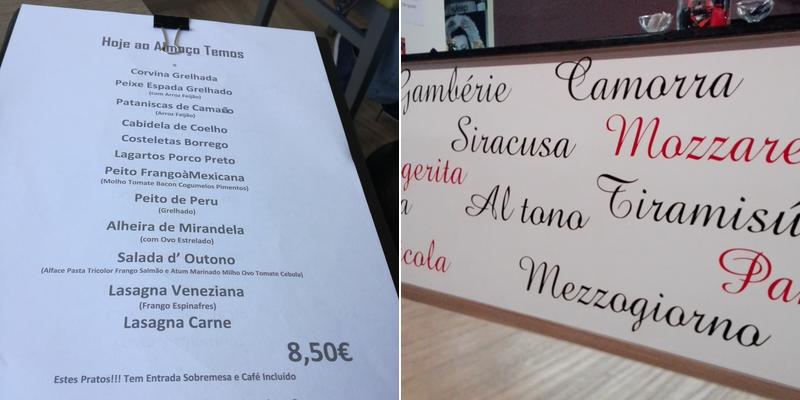 Hoje ao Almoço Temos
Corvina Grelhada
Peixe Espada Grelhado
(com Arroz Feijão)
Pataniscas de Camarão
(Arroz Feijão)
Cabidela de Coelho
Costeletas Borrego
Lagartos Porco Preto
Peito FrangoàMexicana
(Molho Tomate Bacon Cogumelos Pimentos)
Peito de Peru
(Grelhado)
Alheira de Mirandela
(com Ovo Estrelado)
Salada d' Outono
(Alface Pasta Tricolor Frango Salmão e Atum Marinado Milho Ovo Tomate Cebola)
Lasagna Veneziana
(Frango Espinafres)
Lasagna Carne
8,50€
Estes Pratos!!! Tem Entrada Sobremesa e Café Incluido
Gambérie Camorra
Siracusa Mozzare
gerita
Al tono Tiramisú
cola Pa
Mezzogiorno